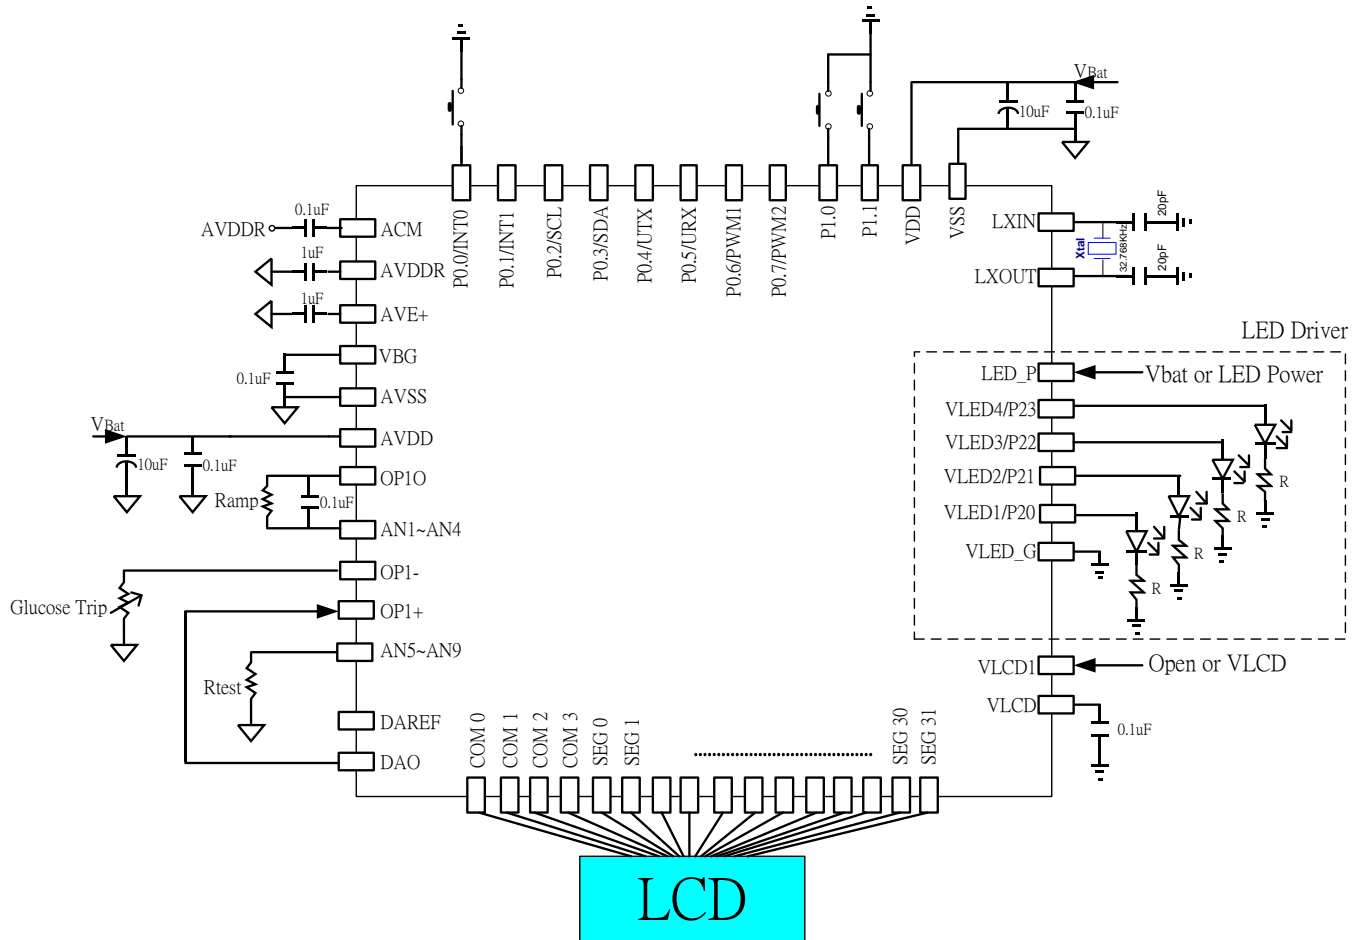 VBat
10uF
0.1uF
P0.0/INT0
P0.1/INT1
P0.2/SCL
P0.3/SDA
P0.4/UTX
P0.5/URX
P0.6/PWM1
P0.7/PWM2
P1.0
P1.1
VDD
VSS
AVDDR
0.1uF
ACM
1uF
AVDDR
1uF
AVE+
VBG
0.1uF
AVSS
VBat
AVDD
10uF
0.1uF
OP1O
Ramp
0.1uF
AN1~AN4
OP1-
Glucose Trip
OP1+
AN5~AN9
Rtest
DAREF
DAO
LXIN
20pF
Xtal
32.768KHz
LXOUT
20pF
LED Driver
LED_P
Vbat or LED Power
VLED4/P23
VLED3/P22
VLED2/P21
VLED1/P20
VLED_G
R
R
R
R
VLCD1
Open or VLCD
VLCD
0.1uF
COM 0
COM 1
COM 2
COM 3
SEG 0
SEG 1
SEG 30
SEG 31
LCD